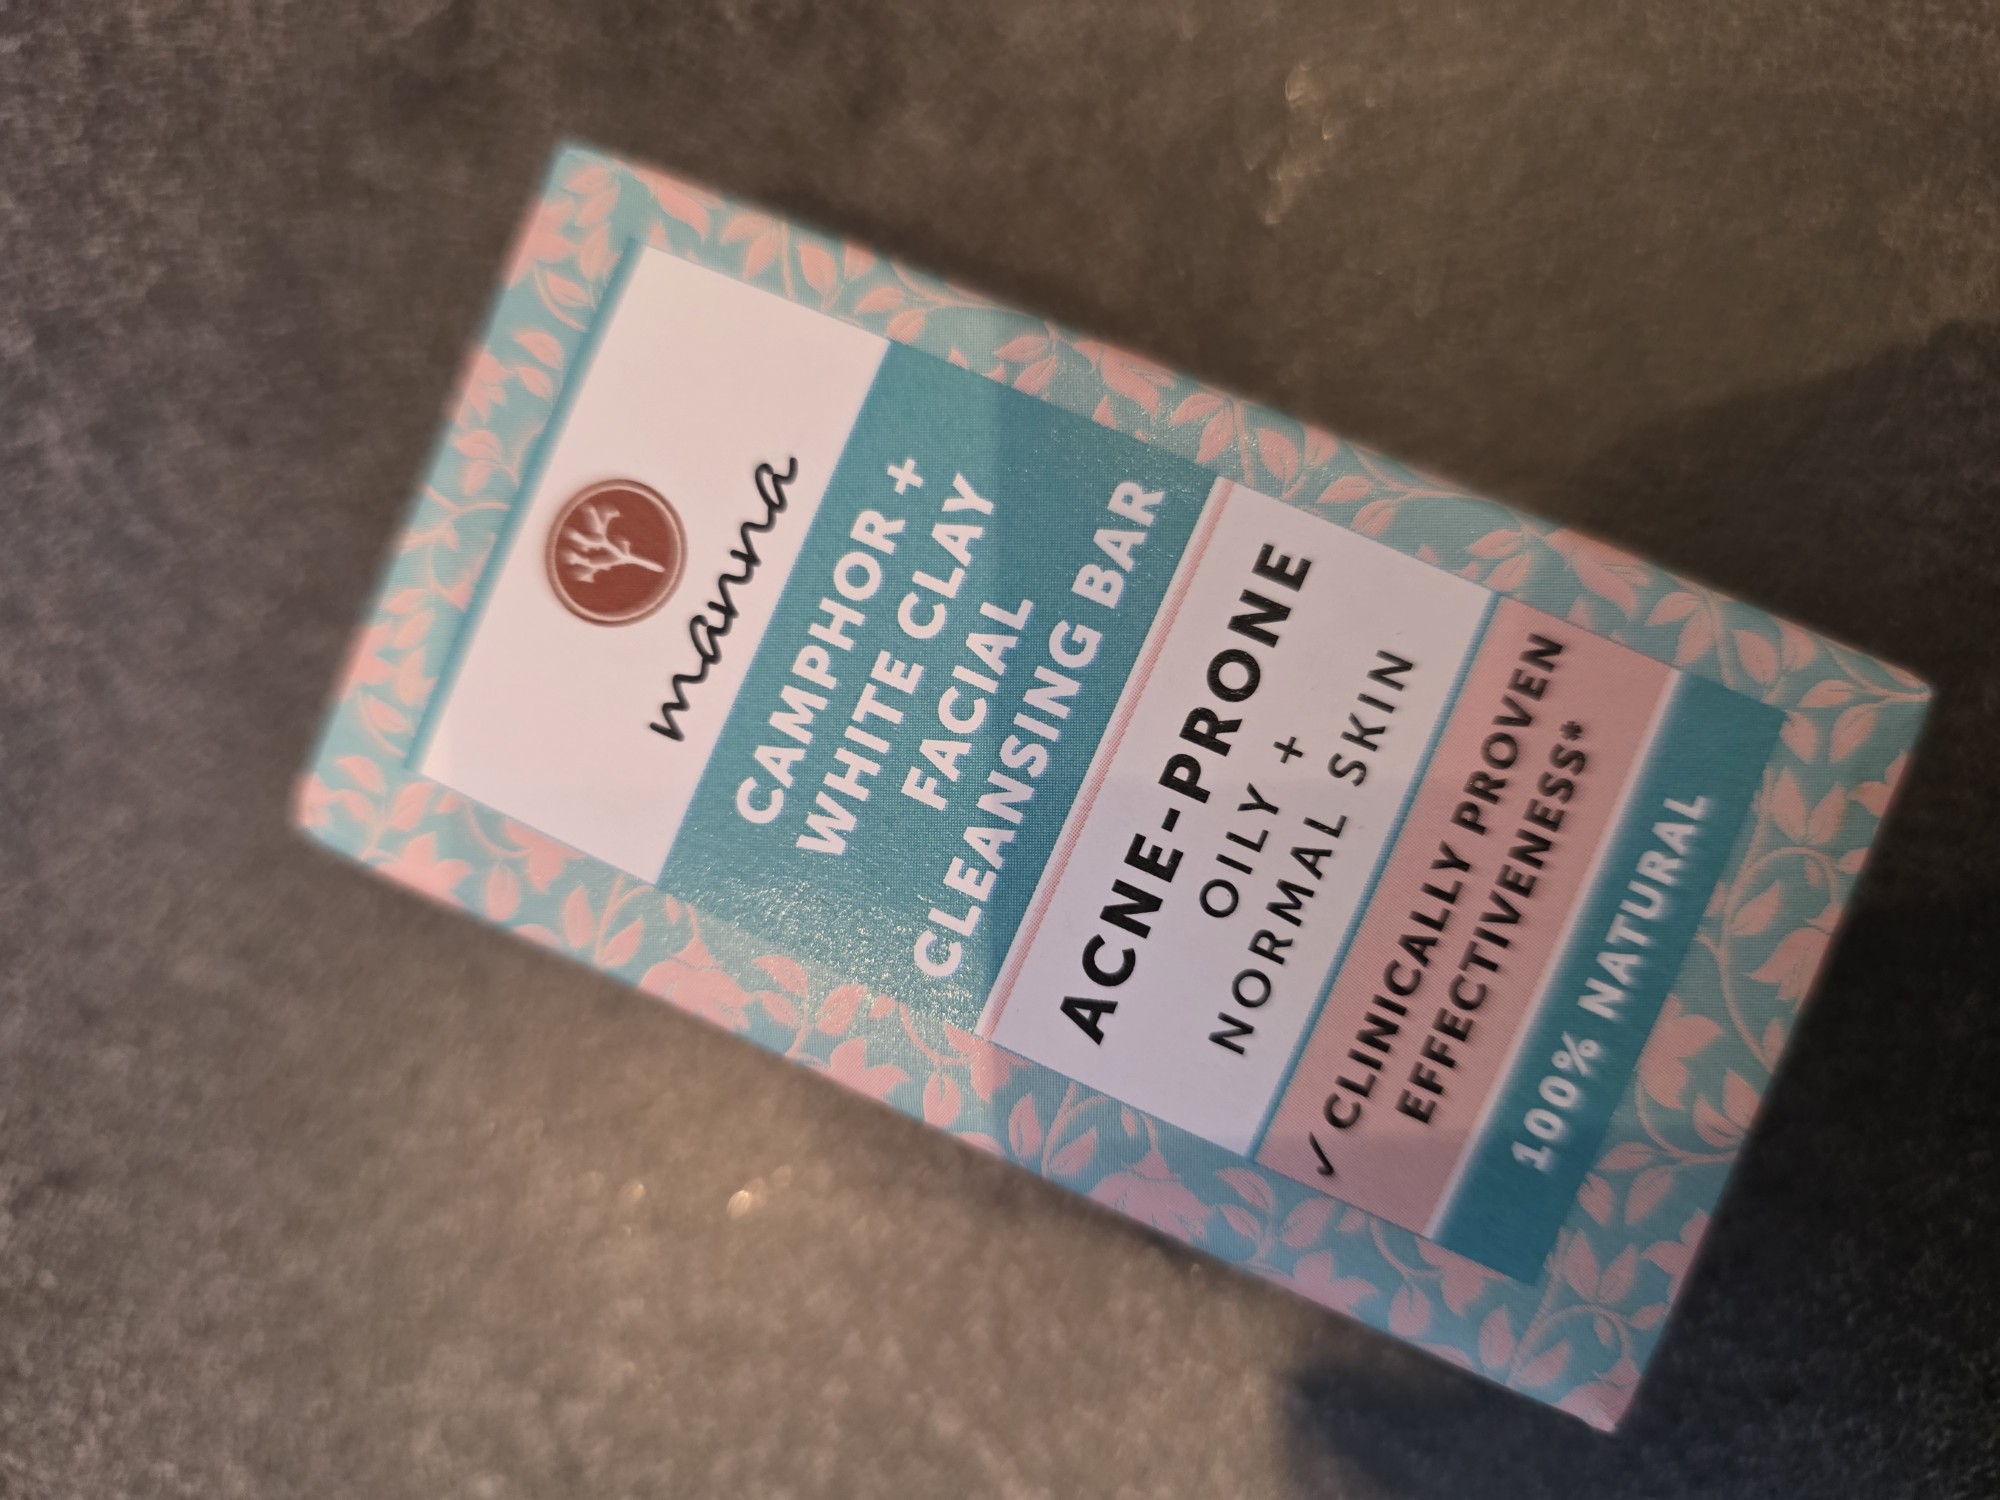 manna
CAMPHOR +
WHITE CLAY
FACIAL
CLEANSING BAR
ACNE-PRONE
OILY +
NORMAL SKIN
✓CLINICALLY PROVEN
EFFECTIVENESS*
100% NATURAL